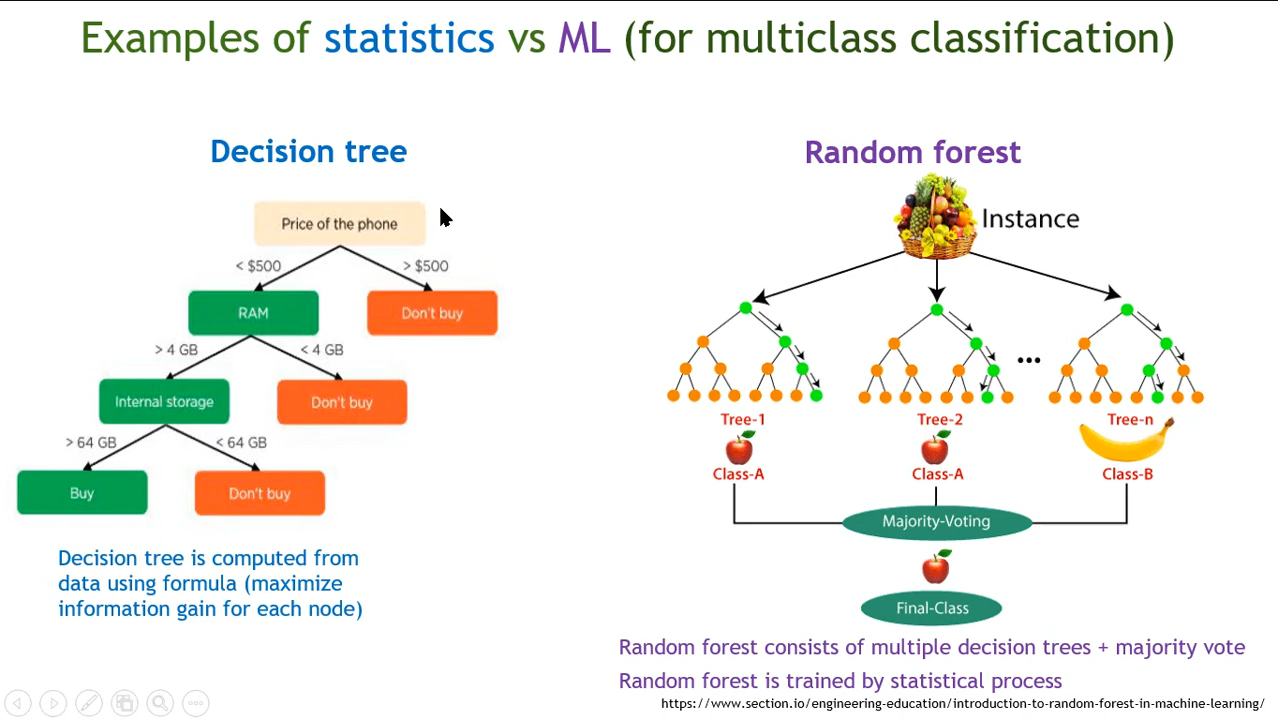 Examples of statistics vs ML (for multiclass classification)
Decision tree
Price of the phone
< $500
> $500
RAM
Don't buy
> 4 GB
< 4 GB
Internal storage
Don't buy
> 64 GB
< 64 GB
Buy
Don't buy
Decision tree is computed from
data using formula (maximize
information gain for each node)
Random forest
Instance
Tree-1
Tree-2
Tree-n
Class-A
Class-A
Class-B
Majority-Voting
Final-Class
Random forest consists of multiple decision trees + majority vote
Random forest is trained by statistical process
https://www.section.io/engineering-education/introduction-to-random-forest-in-machine-learning/